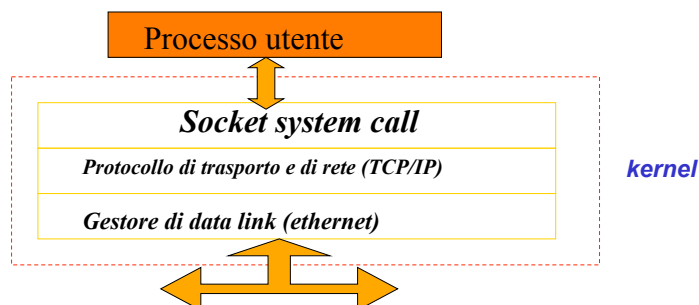 Processo utente
Socket system call
Protocollo di trasporto e di rete (TCP/IP)
kernel
Gestore di data link (ethernet)